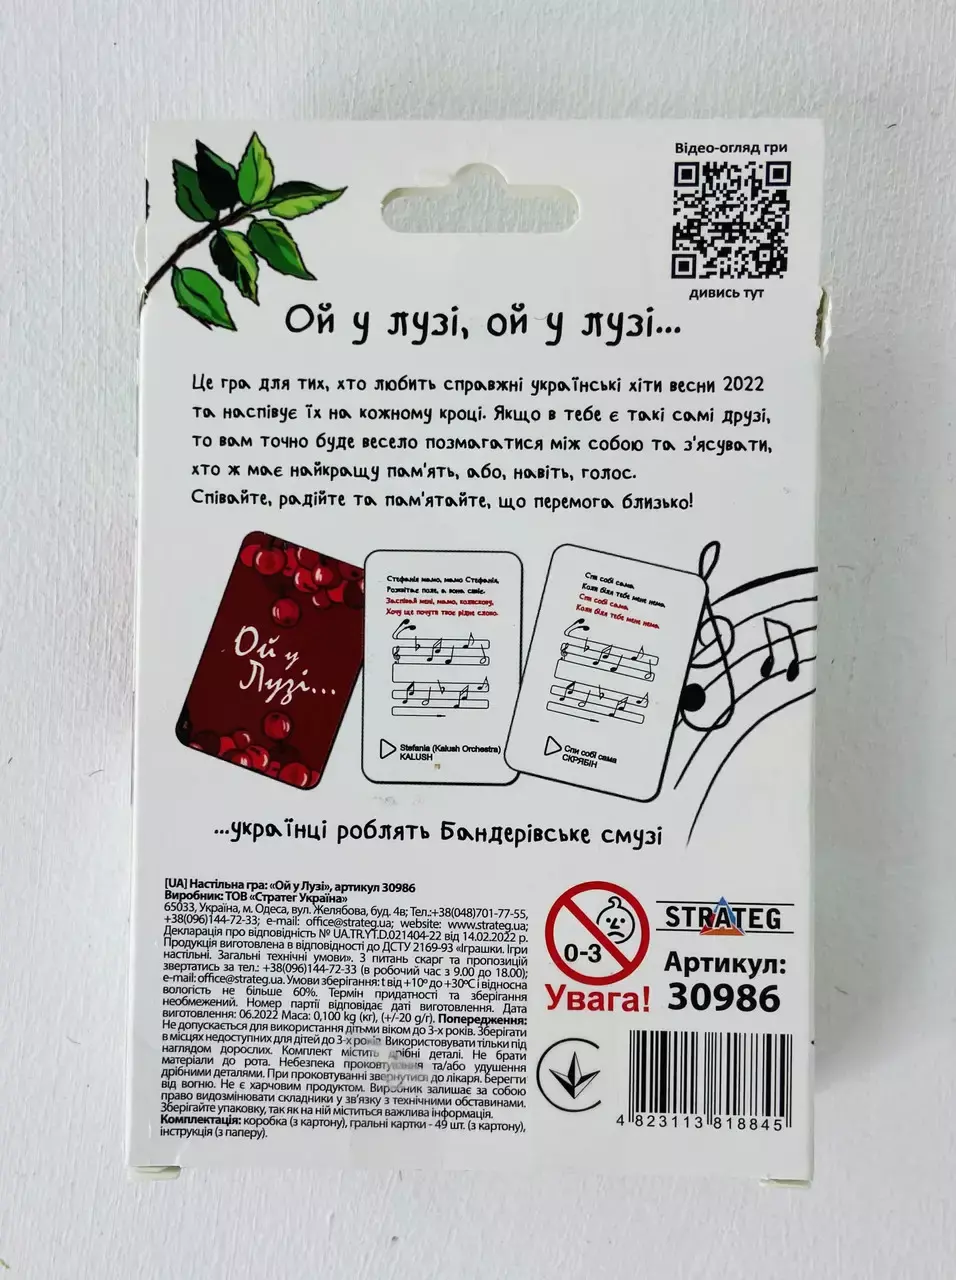 Відео-огляд гри
дивись тут
Ой у лузі, ой у лузі...
Це гра для тих, хто любить справжні українські хіти весни 2022
та наспівує їх на кожному кроці. Якщо в тебе є такі самі друзі,
то вам точно буде весело позмагатися між собою та з'ясувати,
хто ж має найкращу пам'ять, або, навіть, голос.
Співайте, радійте та пам'ятайте, що перемога близько!
Ой у
Лузі...
Стефанія мамо, мамо Стефанія,
Розквітає поле, а вона сивіє.
Заспівай мені, мамо, колискову,
Хочу ще почути твоє рідне слово.
Stefania (Kalush Orchestra)
KALUSH
Спи собі сама
Коли біля тебе мене нема.
Спи собі сама
Коли біля тебе мене нема.
Спи собі сама
СКРЯБІН
...українці роблять Бандерівське смузі
[UA] Настільна гра: «Ой у Лузі», артикул 30986
Виробник: ТОВ «Стратег Україна»
65033, Україна, м. Одеса, вул. Желябова, буд. 4в; Тел.:+38(048)701-77-55,
+38(096)144-72-33; e-mail: office@strateg.ua; website: www.strateg.ua;
Декларація про відповідність № UA.TR.YT.D.021404-22 від 14.02.2022 р.
Продукція виготовлена в відповідності до ДСТУ 2169-93 «Іграшки. Ігри
настільні. Загальні технічні умови». З питань скарг та пропозицій
звертатись за тел.: +38(096)144-72-33 (в робочий час з 9.00 до 18.00);
e-mail: office@strateg.ua. Умови зберігання: t від +10° до +30°C і відносна
вологість не більше 60%. Термін придатності та зберігання
необмежений. Номер партії відповідає даті виготовлення. Дата
виготовлення: 06.2022 Маса: 0,100 kg (кг), (+/-20 g/г). Попередження:
Не допускається для використання дітьми віком до 3-х років. Зберігати
в місцях недоступних для дітей до 3-х років. Використовувати тільки під
наглядом дорослих. Комплект містить дрібні деталі. Не брати
матеріали до рота. Небезпека проковтування та/або удушення
дрібними деталями. При проковтуванні звернутися до лікаря. Берегти
від вогню. Не є харчовим продуктом. Виробник залишає за собою
право видозмінювати складники у зв'язку з технічними обставинами.
Зберігайте упаковку, так як на ній міститься важлива інформація.
Комплектація: коробка (з картону), гральні картки - 49 шт. (з картону),
інструкція (з паперу).
0-3
Увага!
STRATEG
Артикул:
30986
4 823113 818845